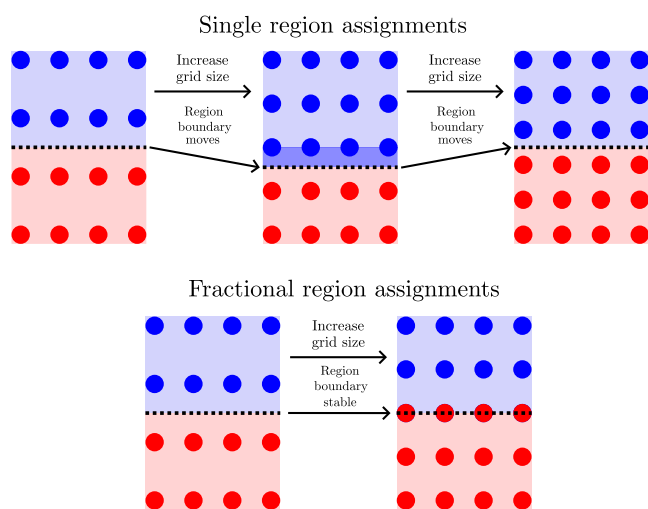 Single region assignments
Increase
grid size
Region
boundary
moves
Increase
grid size
Region
boundary
moves
Fractional region assignments
Increase
grid size
Region
boundary
stable